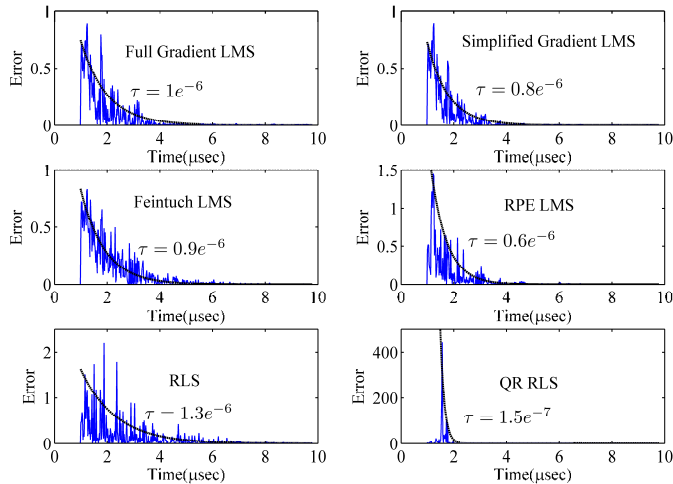 1
0.5
0
Error
Full Gradient LMS
τ = 1e⁻⁶
0 2 4 6 8 10
Time(μsec)
1
0.5
0
Error
Simplified Gradient LMS
τ = 0.8e⁻⁶
0 2 4 6 8 10
Time(μsec)
1
0.5
0
Error
Feintuch LMS
τ = 0.9e⁻⁶
0 2 4 6 8 10
Time(μsec)
1.5
1
0.5
0
Error
RPE LMS
τ = 0.6e⁻⁶
0 2 4 6 8 10
Time(μsec)
2
1
0
Error
RLS
τ − 1.3e⁻⁶
0 2 4 6 8 10
Time(μsec)
400
200
0
Error
QR RLS
τ = 1.5e⁻⁷
0 2 4 6 8 10
Time(μsec)